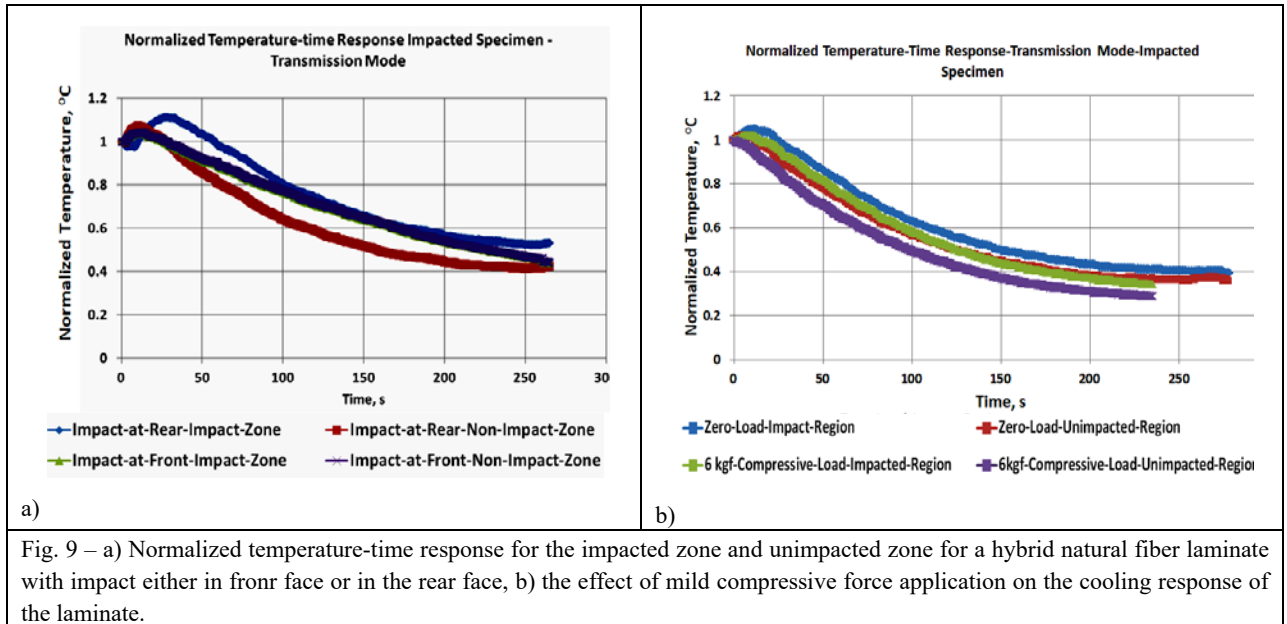 Normalized Temperature-time Response Impacted Specimen -
Transmission Mode
Normalized Temperature, °C
1.2
1
0.8
0.6
0.4
0.2
0
0 50 100 150 200 250 30
Time, s
Impact-at-Rear-Impact-Zone Impact-at-Rear-Non-Impact-Zone
Impact-at-Front-Impact-Zone Impact-at-Front-Non-Impact-Zone
a)
Normalized Temperature-Time Response-Transmission Mode-Impacted
Specimen
Normalized Temperature, °C
1.2
1
0.8
0.6
0.4
0.2
0
0 50 100 150 200 250
Time, s
Zero-Load-Impact-Region Zero-Load-Unimpacted-Region
6 kgf-Compressive-Load-Impacted-Region 6kgf-Compressive-Load-Unimpacted-Region
b)
Fig. 9 – a) Normalized temperature-time response for the impacted zone and unimpacted zone for a hybrid natural fiber laminate
with impact either in fronr face or in the rear face, b) the effect of mild compressive force application on the cooling response of
the laminate.